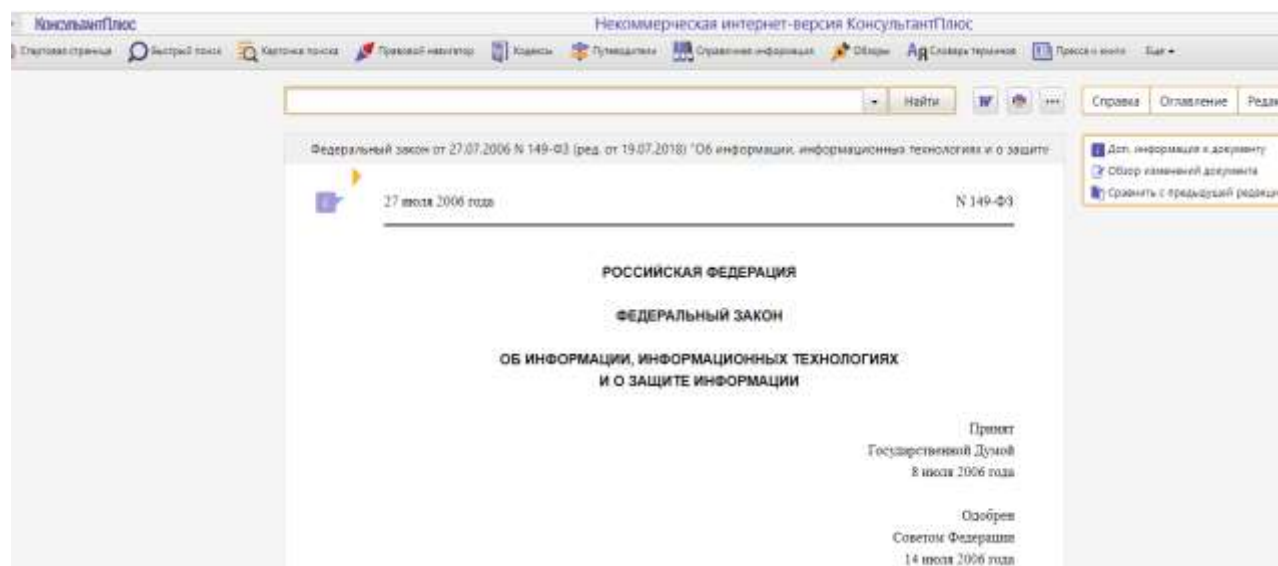 КонсультантПлюс Некоммерческая интернет-версия КонсультантПлюс
Стартовая страница Быстрый поиск Карточка поиска Правовой навигатор Кодексы Путеводители Справочная информация Обзоры Словарь терминов Пресса и книги Еще
Найти W ... Справка Оглавление Редак
Федеральный закон от 27.07.2006 N 149-ФЗ (ред. от 19.07.2018) "Об информации, информационных технологиях и о защите
Доп. информация к документу
Обзор изменений документа
Сравнить с предыдущей редакци
27 июля 2006 года N 149-ФЗ
РОССИЙСКАЯ ФЕДЕРАЦИЯ
ФЕДЕРАЛЬНЫЙ ЗАКОН
ОБ ИНФОРМАЦИИ, ИНФОРМАЦИОННЫХ ТЕХНОЛОГИЯХ
И О ЗАЩИТЕ ИНФОРМАЦИИ
Принят
Государственной Думой
8 июля 2006 года
Одобрен
Советом Федерации
14 июля 2006 года